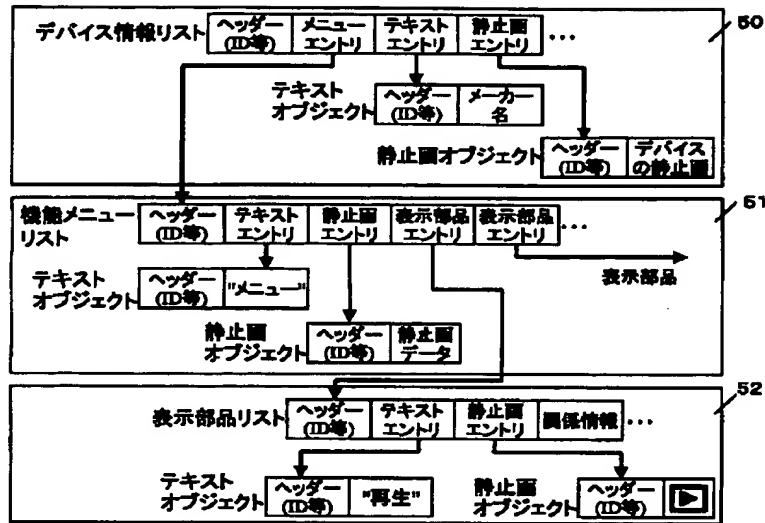 デバイス情報リスト ヘッダー (ID等) メニュー エントリ テキスト エントリ 静止画 エントリ ・・・ 50
テキスト オブジェクト ヘッダー (ID等) メーカー 名
静止画オブジェクト ヘッダー (ID等) デバイス の静止画
機能メニュー リスト ヘッダー (ID等) テキスト エントリ 静止画 エントリ 表示部品 エントリ 表示部品 エントリ ・・・ 51
表示部品
テキスト オブジェクト ヘッダー (ID等) "メニュー"
静止画 オブジェクト ヘッダー (ID等) 静止画 データ
表示部品リスト ヘッダー (ID等) テキスト エントリ 静止画 エントリ 関係情報 ・・・ 52
テキスト オブジェクト ヘッダー (ID等) "再生"
静止画 オブジェクト ヘッダー (ID等)